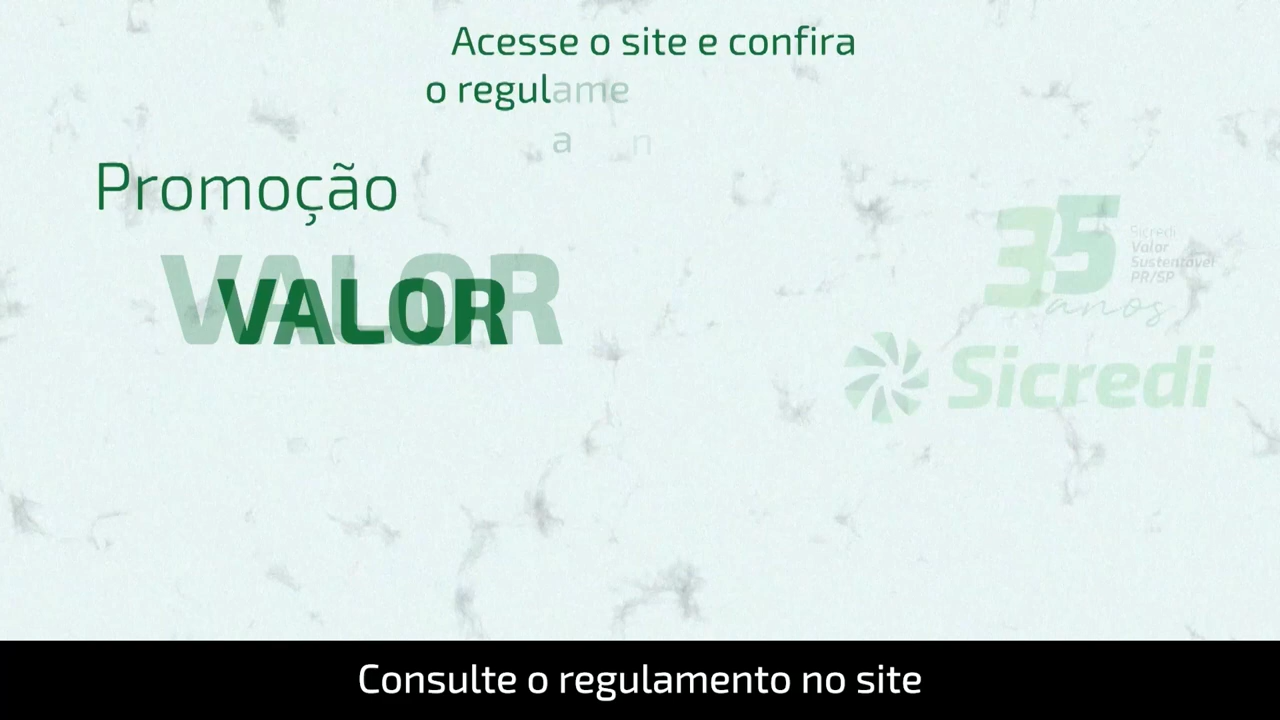 Acesse o site e confira
o regulame
a n
Promoção
VALOR
35
anos
Sicredi
Valor
Sustentável
PR/SP
Sicredi
Consulte o regulamento no site